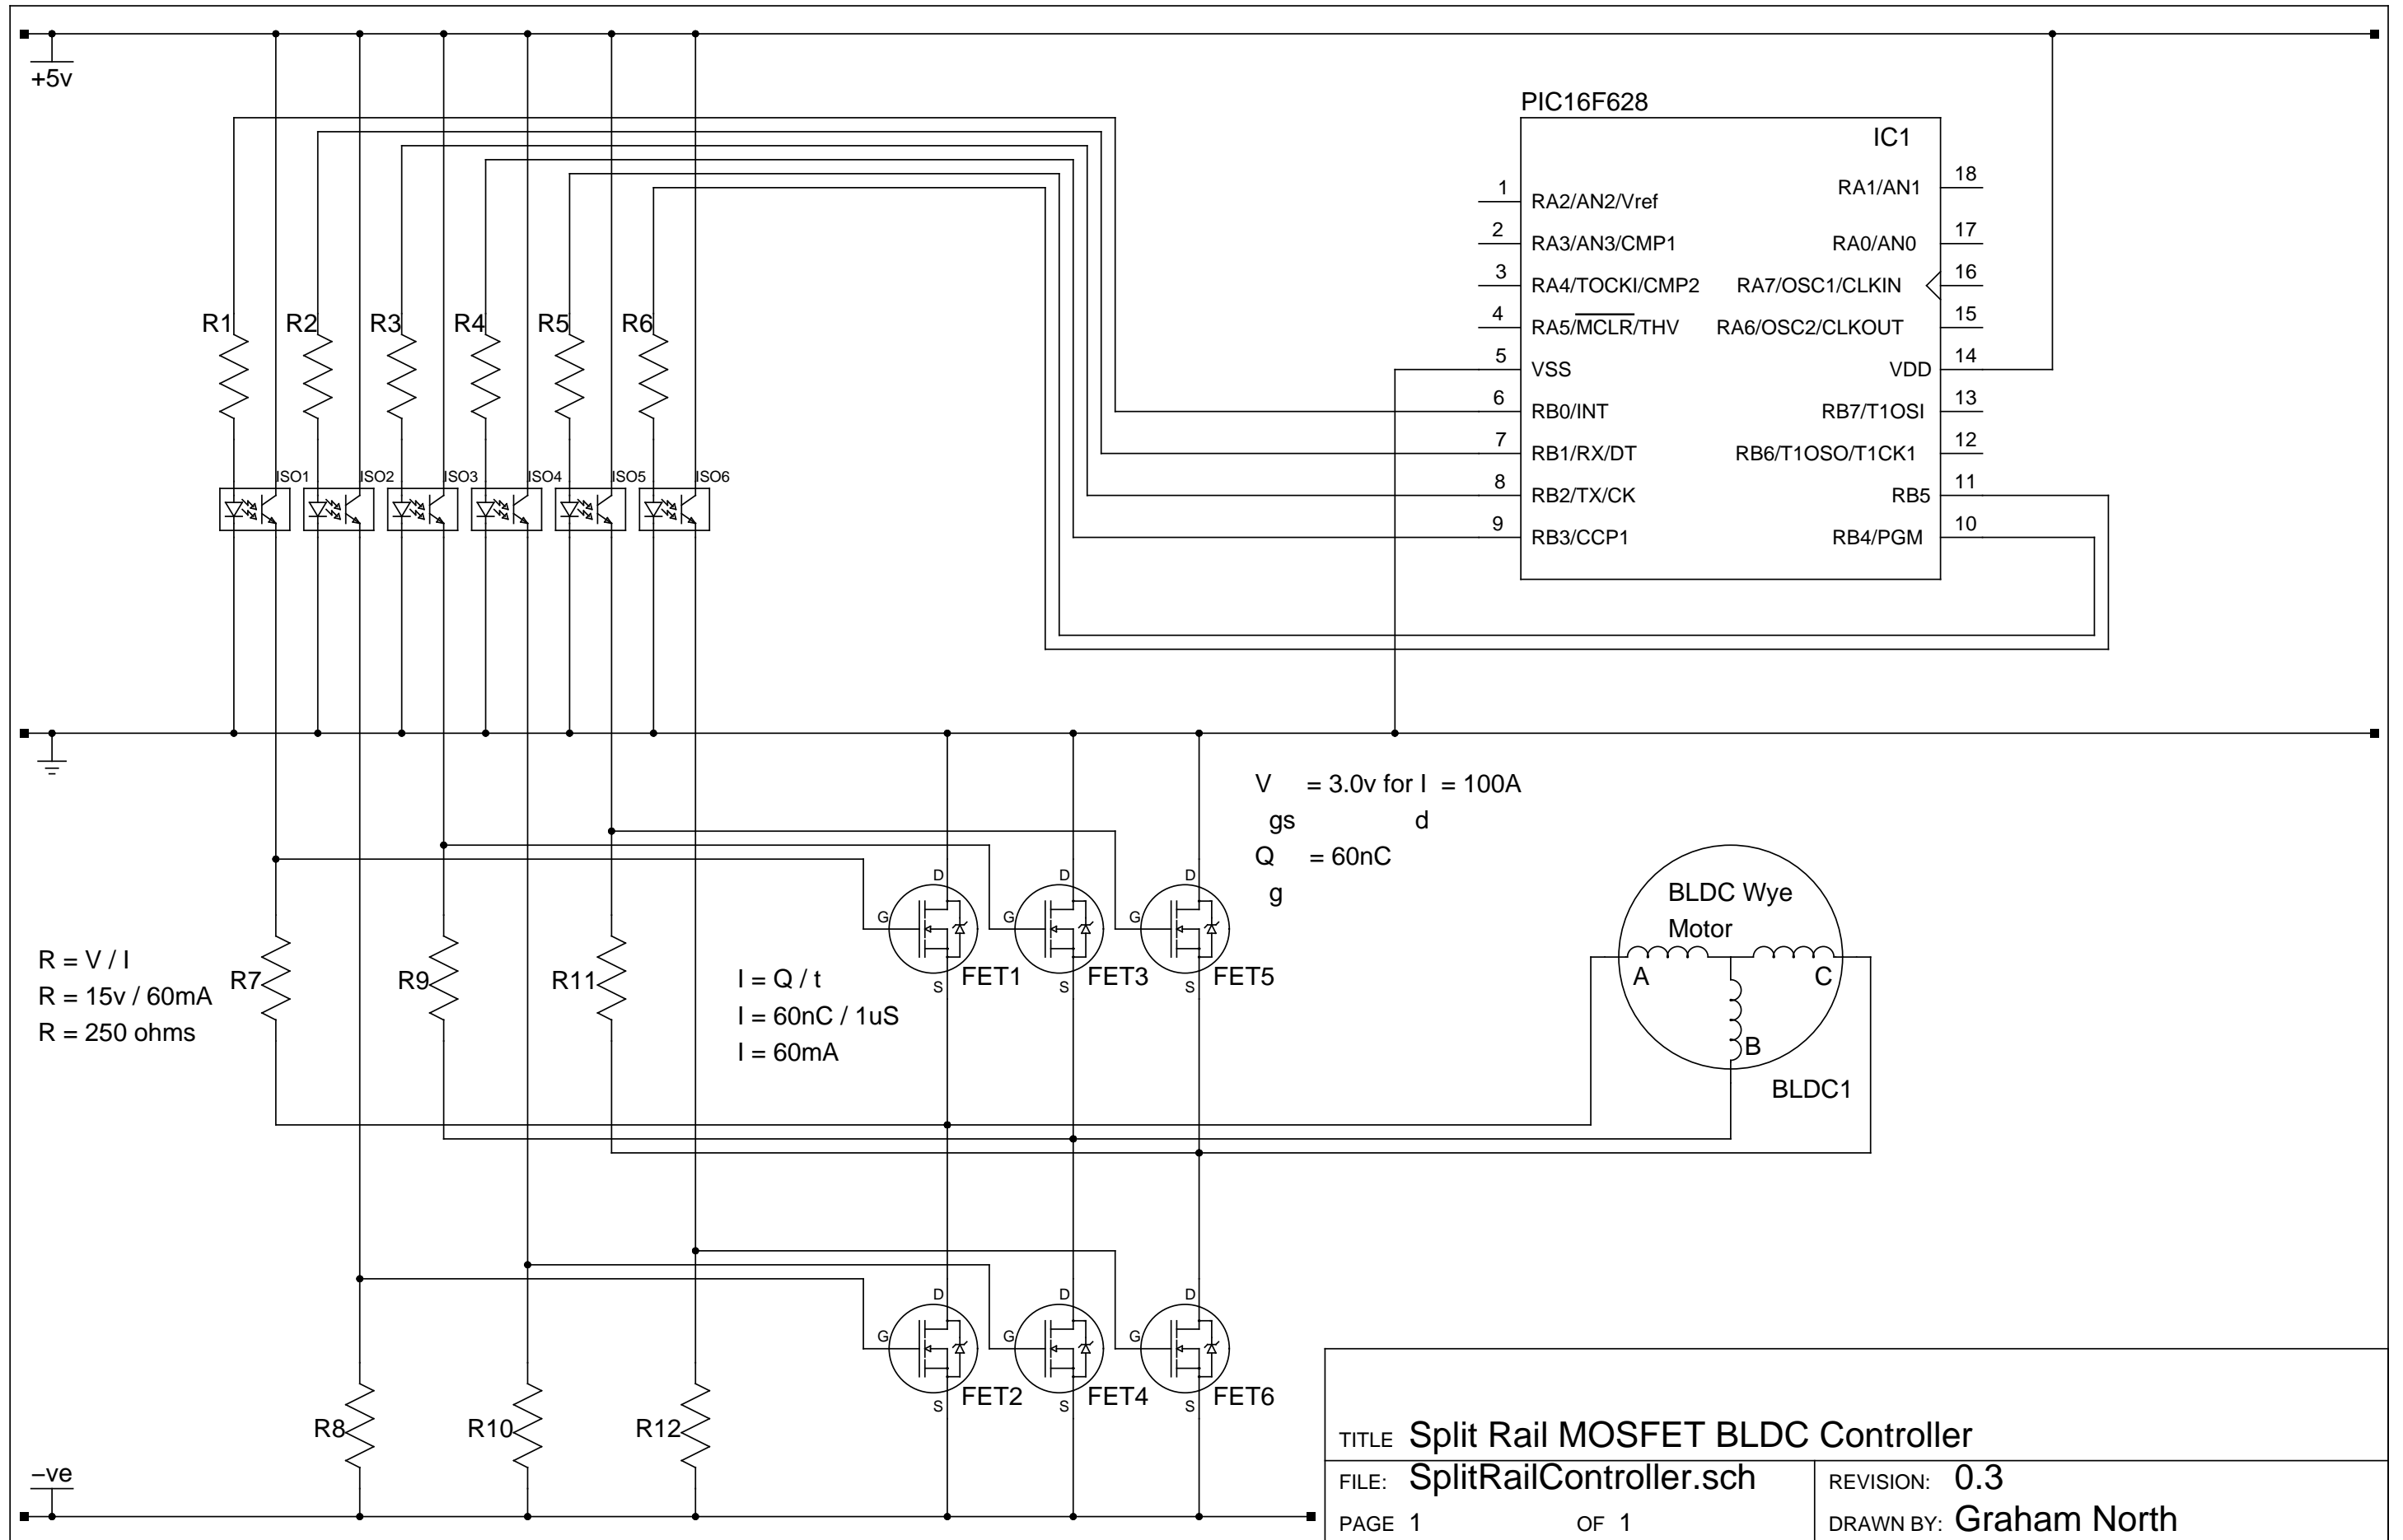 +5v
PIC16F628
IC1
1 RA2/AN2/Vref
2 RA3/AN3/CMP1
3 RA4/TOCKI/CMP2
4 RA5/MCLR/THV
5 VSS
6 RB0/INT
7 RB1/RX/DT
8 RB2/TX/CK
9 RB3/CCP1
RA1/AN1 18
RA0/AN0 17
RA7/OSC1/CLKIN 16
RA6/OSC2/CLKOUT 15
VDD 14
RB7/T1OSI 13
RB6/T1OSO/T1CK1 12
RB5 11
RB4/PGM 10
R1 R2 R3 R4 R5 R6
ISO1 ISO2 ISO3 ISO4 ISO5 ISO6
V = 3.0v for I = 100A
gs d
Q = 60nC
g
D D D
G G G
S S S
FET1 FET3 FET5
BLDC Wye
Motor
A C
B
BLDC1
R = V / I
R = 15v / 60mA
R = 250 ohms
R7 R9 R11
I = Q / t
I = 60nC / 1uS
I = 60mA
D D D
G G G
S S S
FET2 FET4 FET6
R8 R10 R12
−ve
TITLE Split Rail MOSFET BLDC Controller
FILE: SplitRailController.sch
REVISION: 0.3
PAGE 1 OF 1
DRAWN BY: Graham North